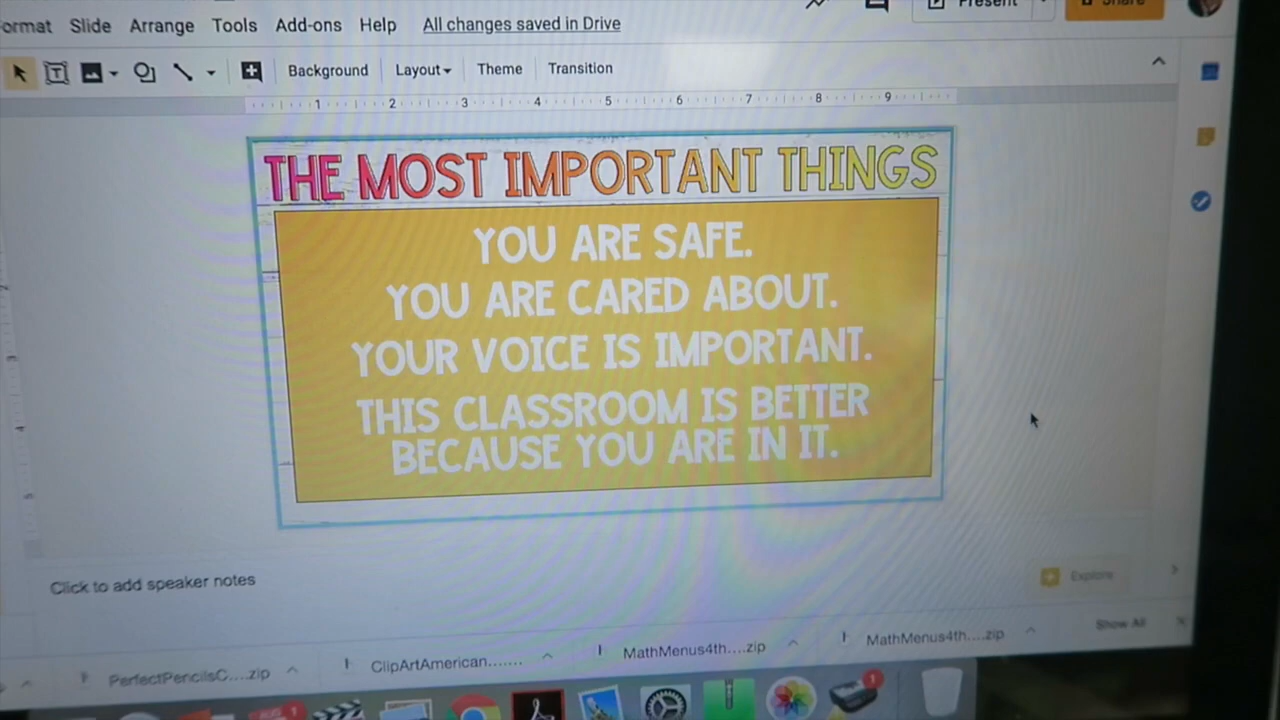 Slide Arrange Tools Add-ons Help All changes saved in Drive Present Share
Background Layout Theme Transition
1 2 3 4 5 6 7 8 9
THE MOST IMPORTANT THINGS
YOU ARE SAFE.
YOU ARE CARED ABOUT.
YOUR VOICE IS IMPORTANT.
THIS CLASSROOM IS BETTER
BECAUSE YOU ARE IN IT.
Click to add speaker notes
Explore
PerfectPencilsC....zip ClipArtAmerican....... MathMenus4th....zip MathMenus4th....zip Show All